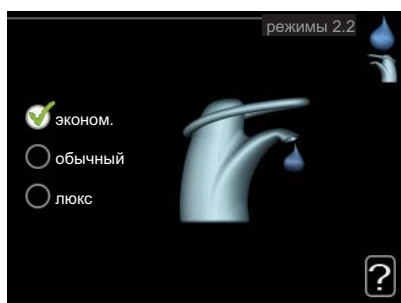 режимы 2.2
эконом.
обычный
люкс
?